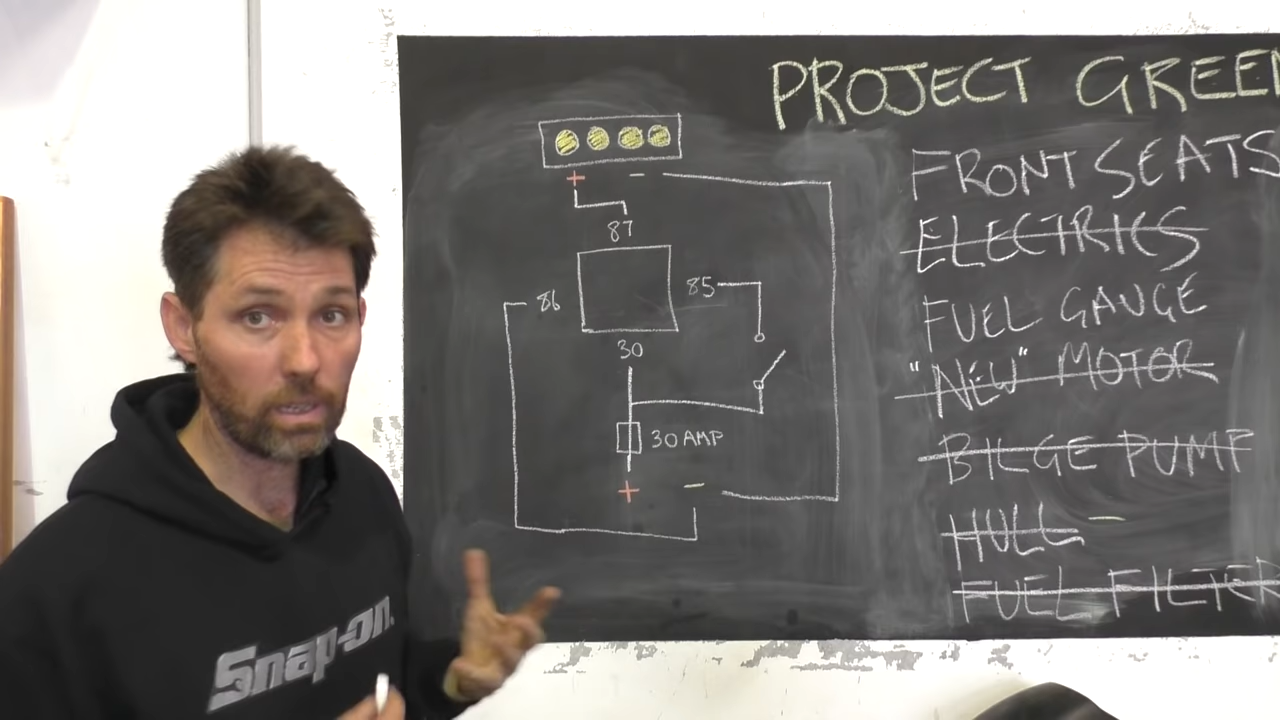 PROJECT GREEN
FRONT SEATS
ELECTRICS
FUEL GAUGE
"NEW" MOTOR
BILGE PUMP
HULL -
FUEL FILTER
+ -
87
86
85
30
30 AMP
+ -
Snap-on.